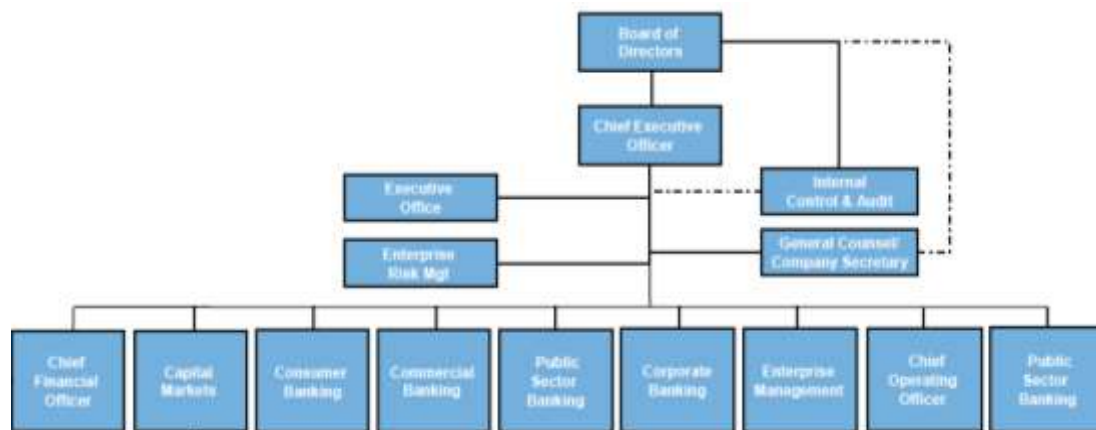 Board of
Directors
Chief Executive
Officer
Executive
Office
Internal
Control & Audit
Enterprise
Risk Mgt
General Counsel/
Company Secretary
Chief
Financial
Officer
Capital
Markets
Consumer
Banking
Commercial
Banking
Public
Sector
Banking
Corporate
Banking
Enterprise
Management
Chief
Operating
Officer
Public
Sector
Banking